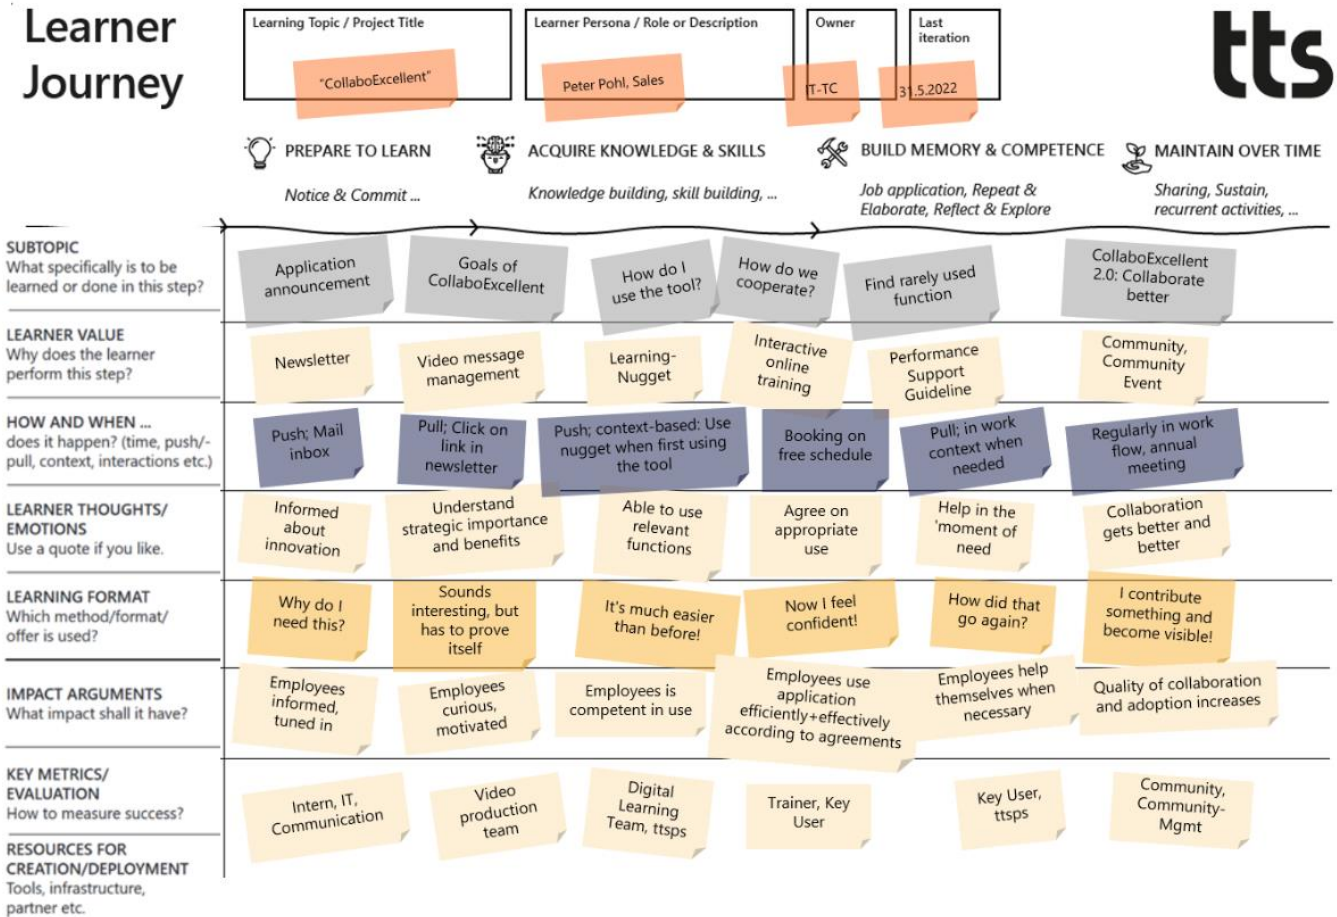 Learner
Journey
Learning Topic / Project Title
"CollaboExcellent"
Learner Persona / Role or Description
Peter Pohl, Sales
Owner
IT-TC
Last
iteration
31.5.2022
tts
PREPARE TO LEARN
Notice & Commit ...
ACQUIRE KNOWLEDGE & SKILLS
Knowledge building, skill building, ...
BUILD MEMORY & COMPETENCE
Job application, Repeat &
Elaborate, Reflect & Explore
MAINTAIN OVER TIME
Sharing, Sustain,
recurrent activities, ...
SUBTOPIC
What specifically is to be
learned or done in this step?
Application
announcement
Goals of
CollaboExcellent
How do I
use the tool?
How do we
cooperate?
Find rarely used
function
CollaboExcellent
2.0: Collaborate
better
LEARNER VALUE
Why does the learner
perform this step?
Newsletter
Video message
management
Learning-
Nugget
Interactive
online
training
Performance
Support
Guideline
Community,
Community
Event
HOW AND WHEN ...
does it happen? (time, push/-
pull, context, interactions etc.)
Push; Mail
inbox
Pull; Click on
link in
newsletter
Push; context-based: Use
nugget when first using
the tool
Booking on
free schedule
Pull; in work
context when
needed
Regularly in work
flow, annual
meeting
LEARNER THOUGHTS/
EMOTIONS
Use a quote if you like.
Informed
about
innovation
Understand
strategic importance
and benefits
Able to use
relevant
functions
Agree on
appropriate
use
Help in the
'moment of
need
Collaboration
gets better and
better
LEARNING FORMAT
Which method/format/
offer is used?
Why do I
need this?
Sounds
interesting, but
has to prove
itself
It's much easier
than before!
Now I feel
confident!
How did that
go again?
I contribute
something and
become visible!
IMPACT ARGUMENTS
What impact shall it have?
Employees
informed,
tuned in
Employees
curious,
motivated
Employees is
competent in use
Employees use
application
efficiently+effectively
according to agreements
Employees help
themselves when
necessary
Quality of collaboration
and adoption increases
KEY METRICS/
EVALUATION
How to measure success?
Intern, IT,
Communication
Video
production
team
Digital
Learning
Team, ttsps
Trainer, Key
User
Key User,
ttsps
Community,
Community-
Mgmt
RESOURCES FOR
CREATION/DEPLOYMENT
Tools, infrastructure,
partner etc.